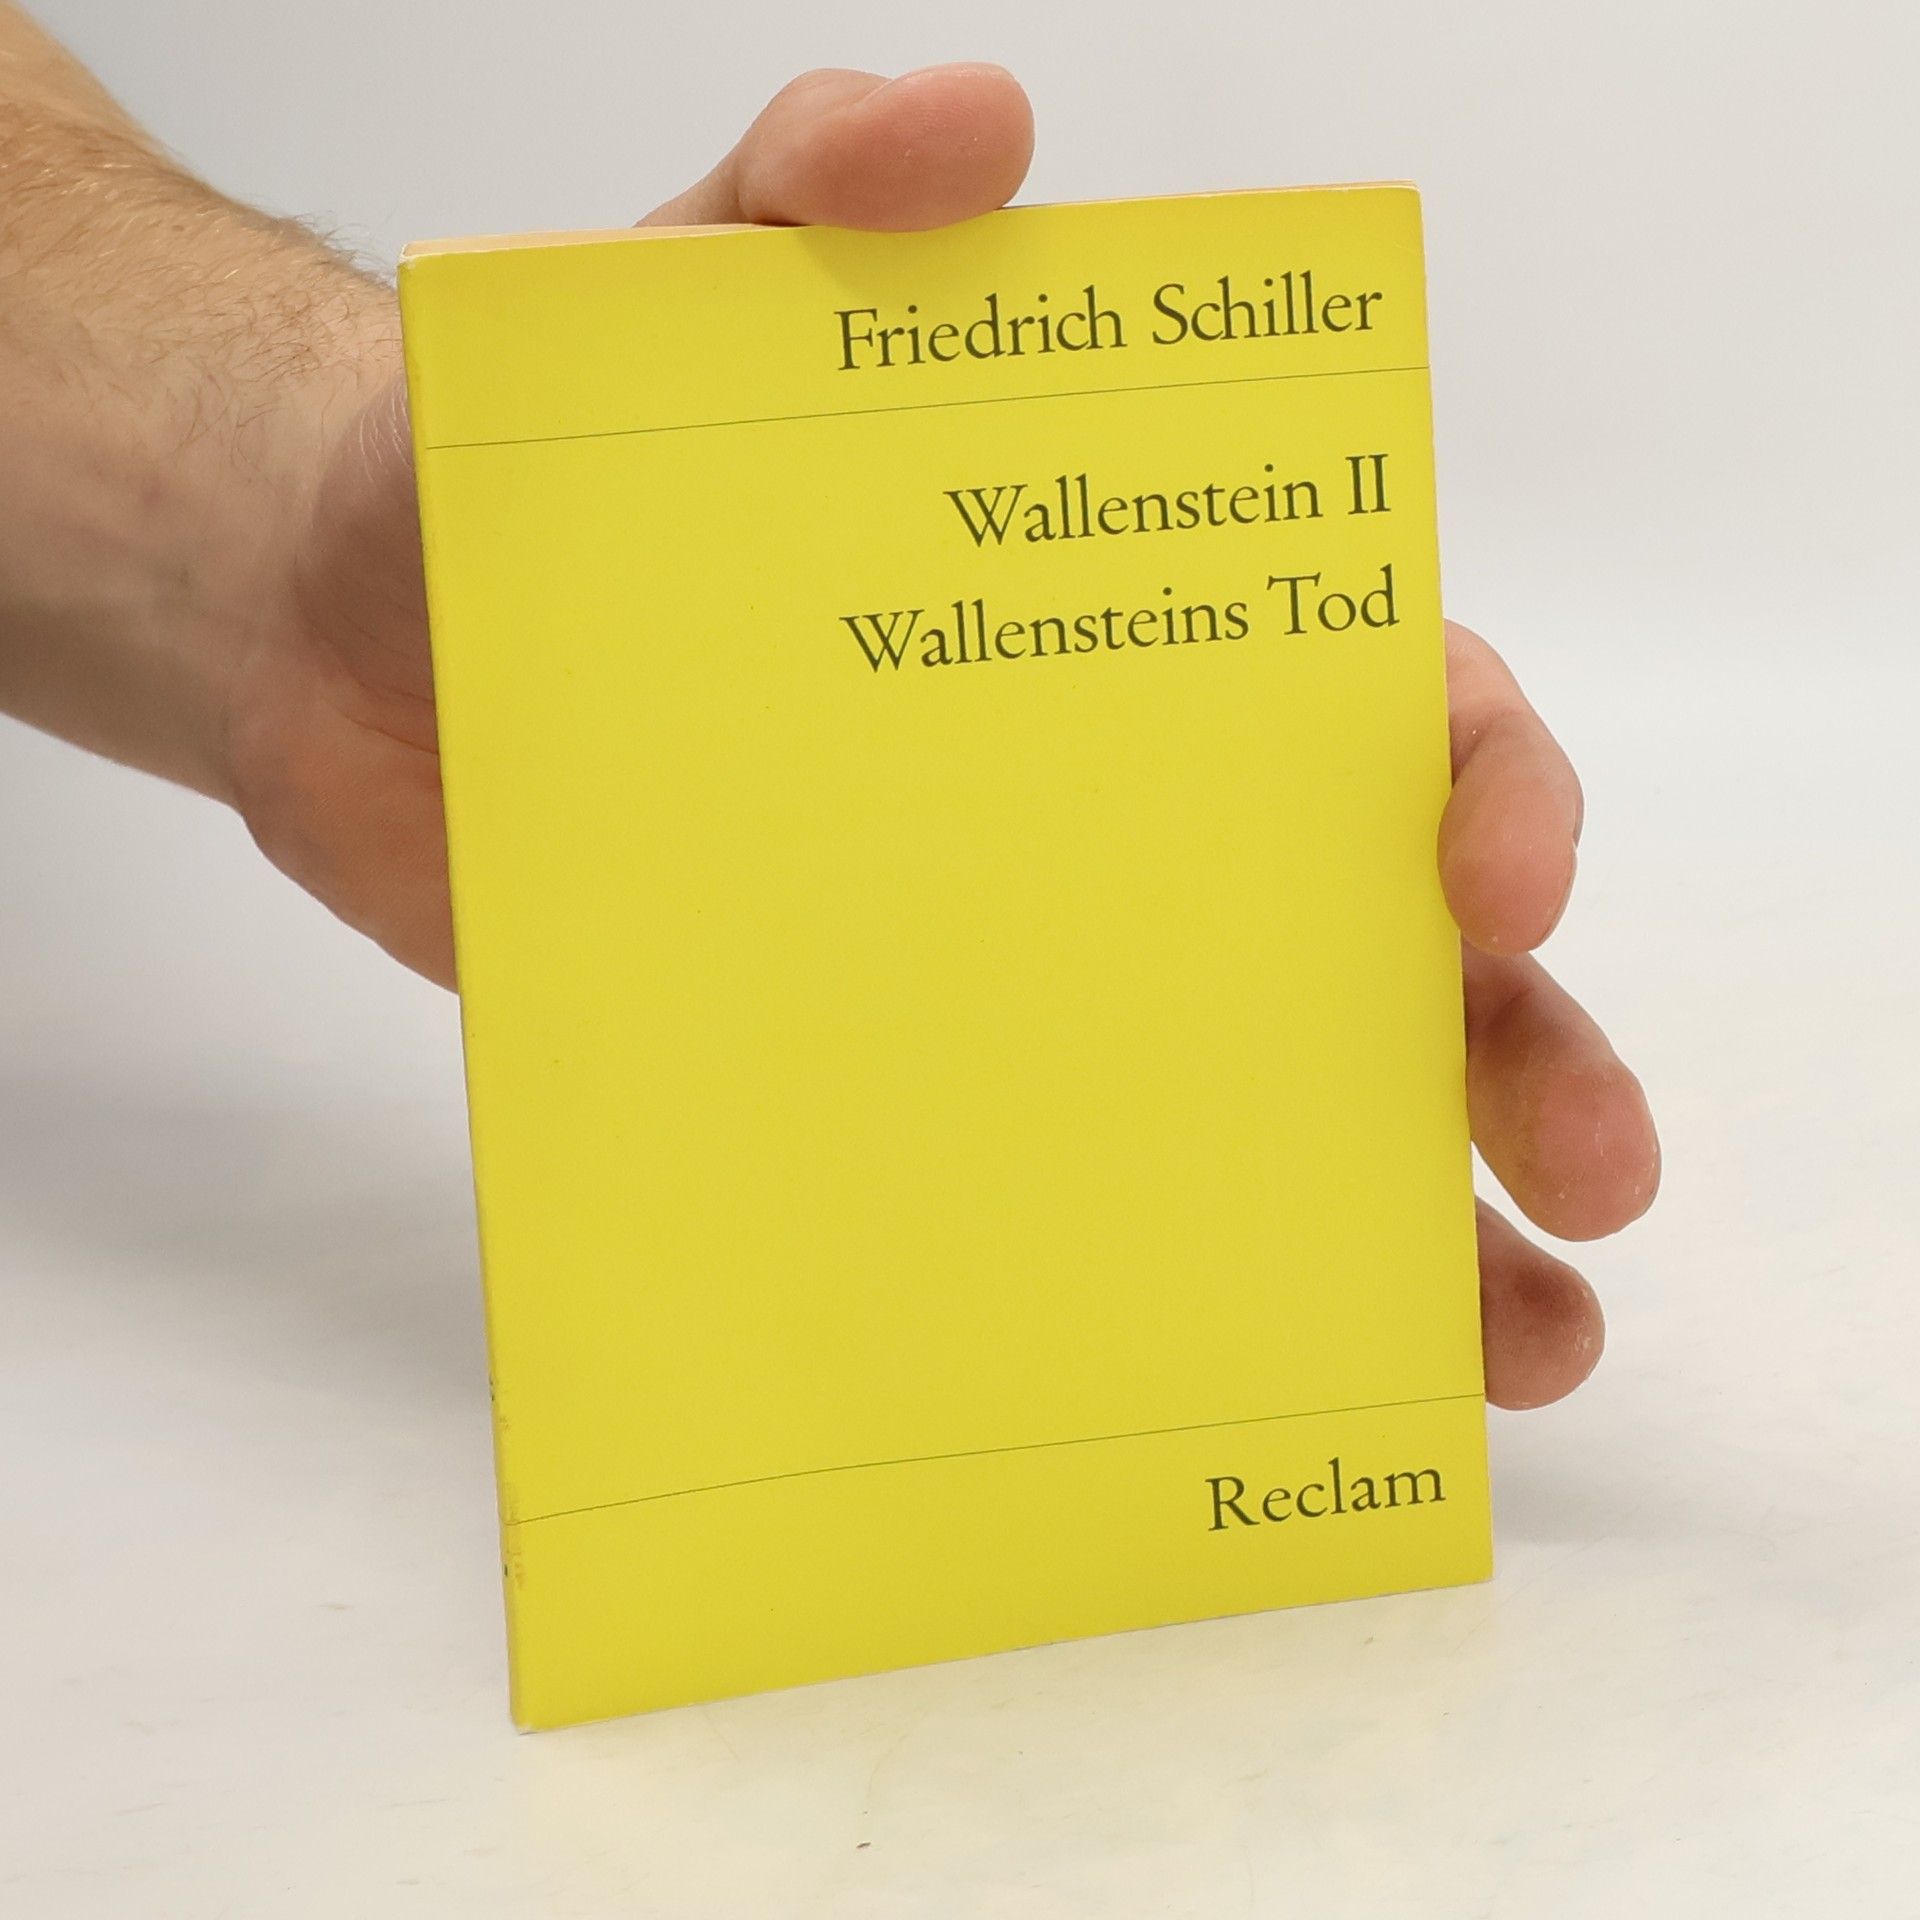 Friedrich Schiller
Wallenstein II
Wallensteins Tod
Reclam